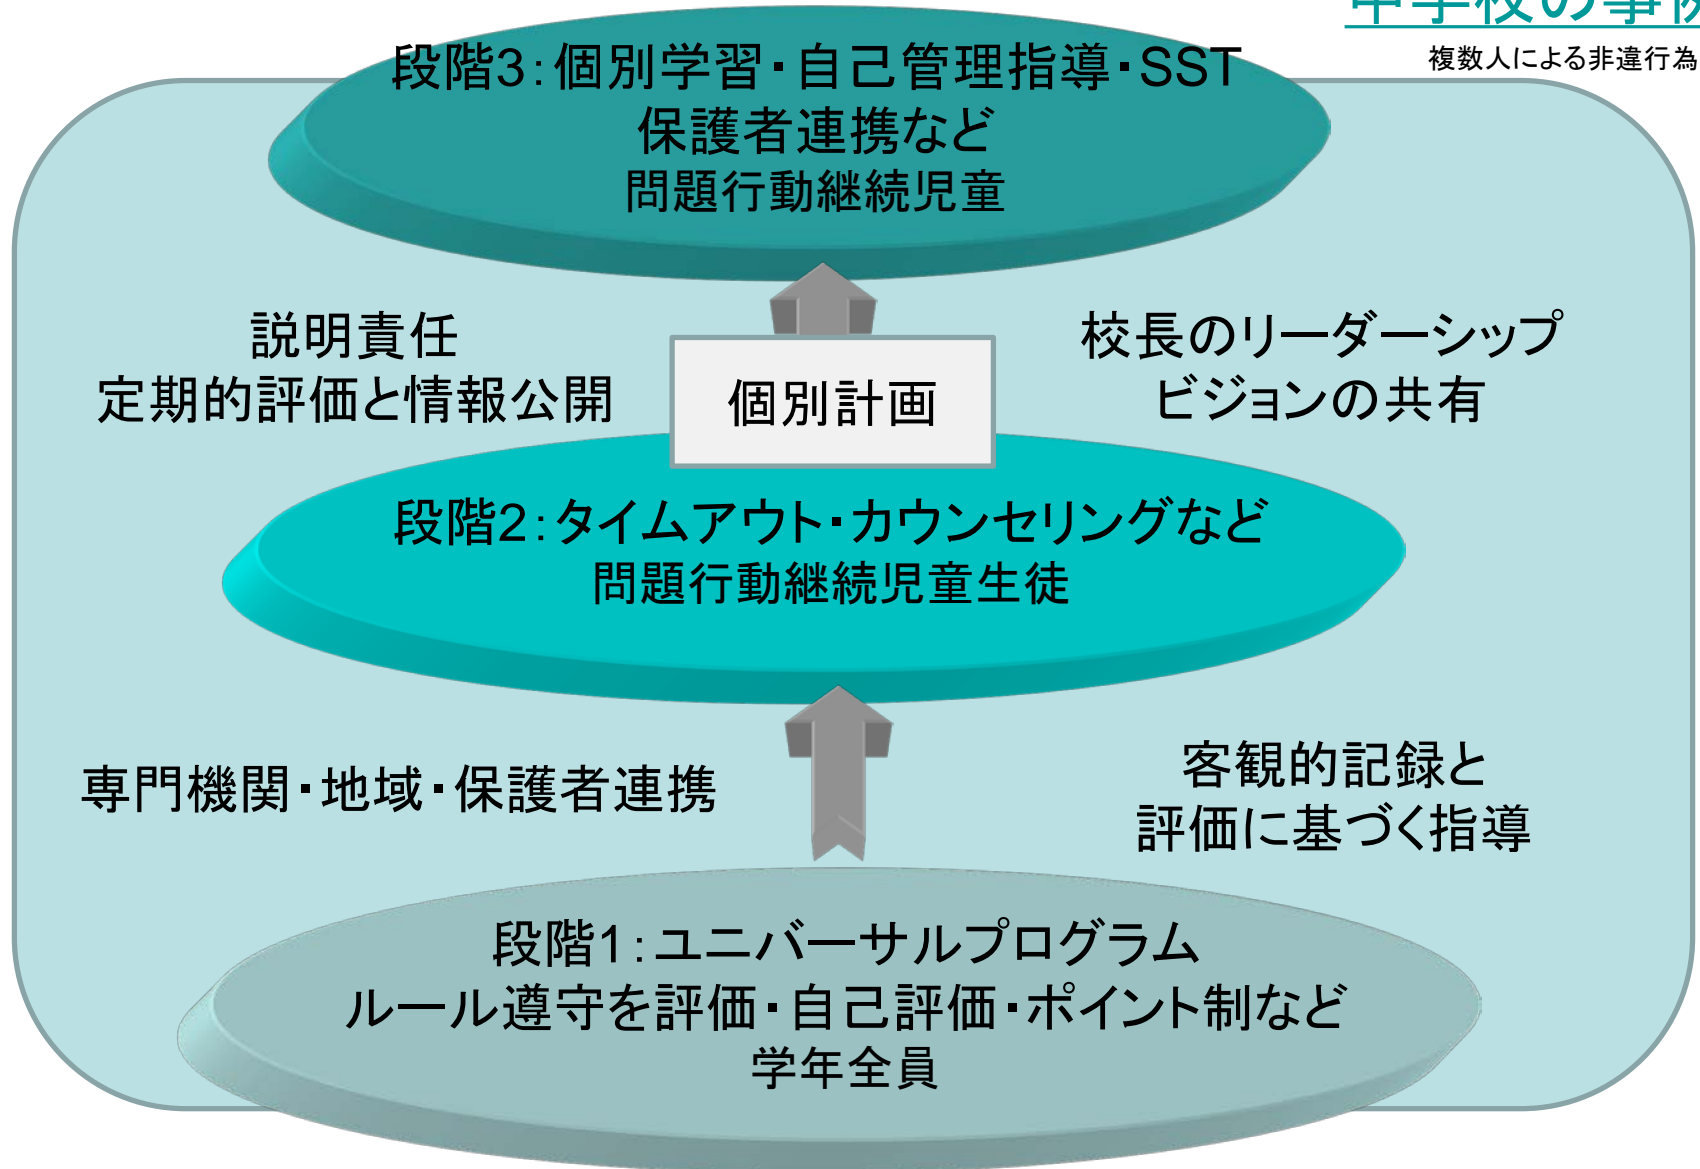 中学校の事例
複数人による非違行為
段階3：個別学習・自己管理指導・SST
保護者連携など
問題行動継続児童
説明責任
定期的評価と情報公開
個別計画
校長のリーダーシップ
ビジョンの共有
段階2：タイムアウト・カウンセリングなど
問題行動継続児童生徒
専門機関・地域・保護者連携
客観的記録と
評価に基づく指導
段階1：ユニバーサルプログラム
ルール遵守を評価・自己評価・ポイント制など
学年全員